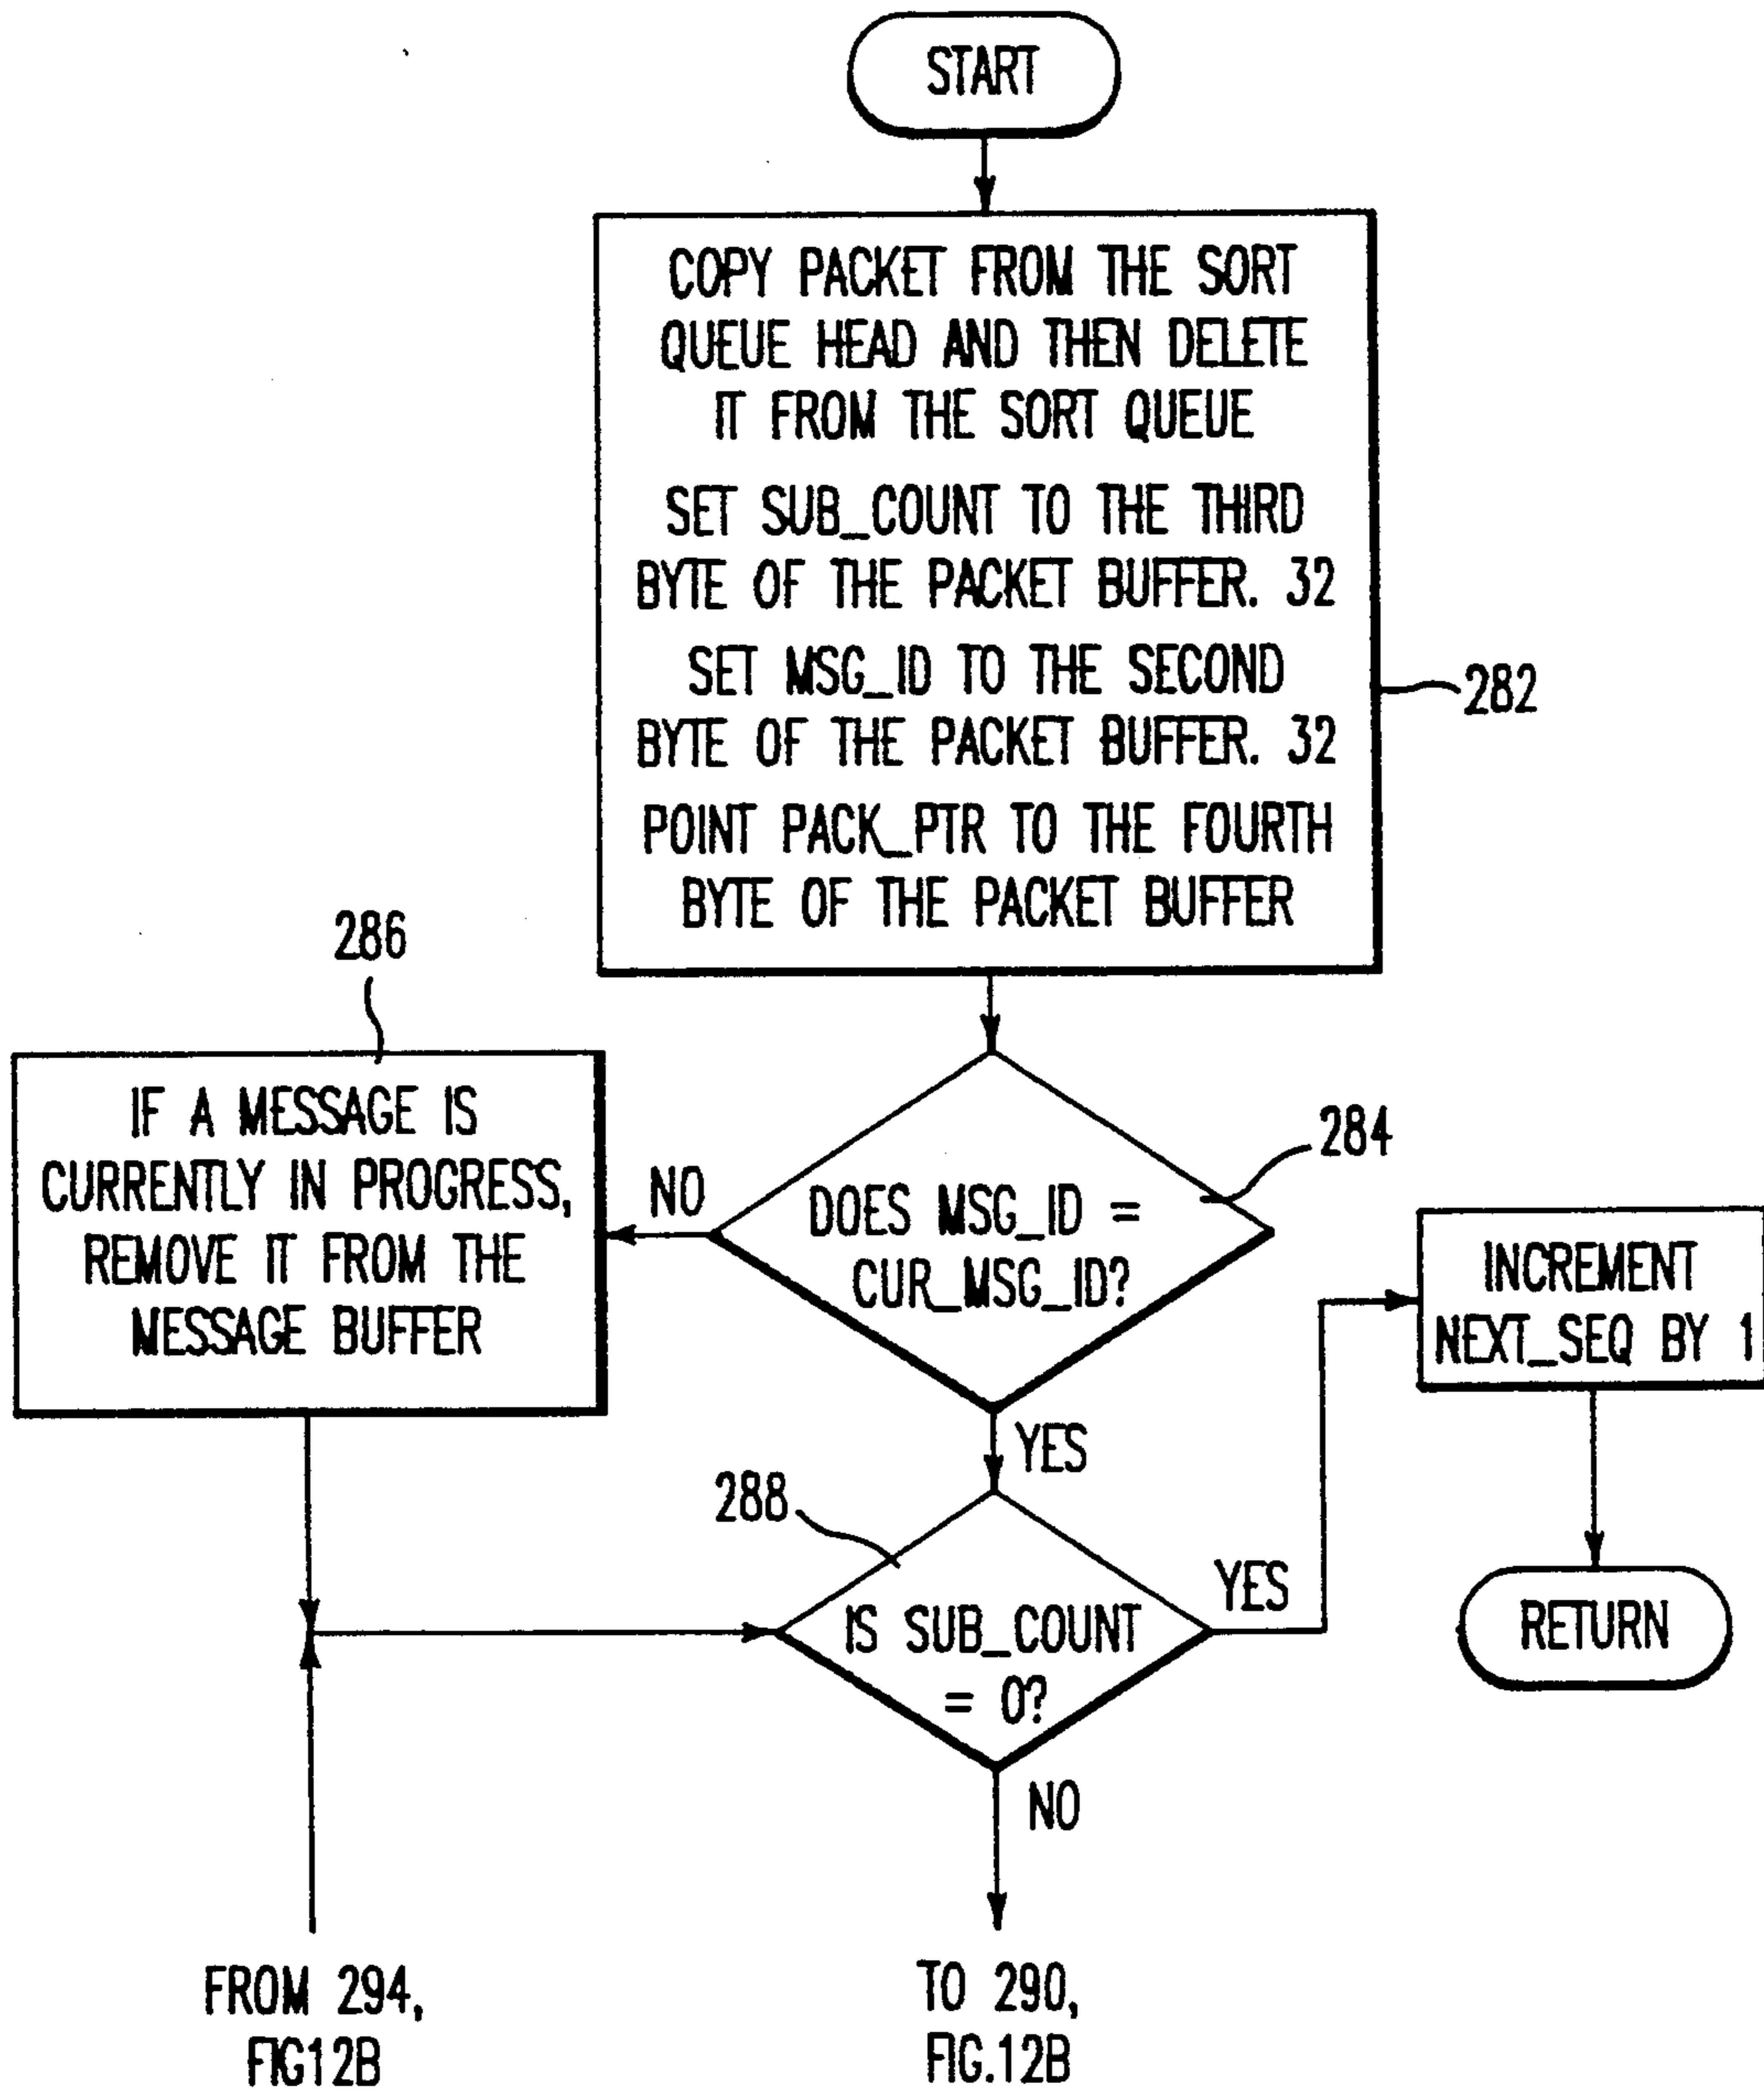 START
COPY PACKET FROM THE SORT
QUEUE HEAD AND THEN DELETE
IT FROM THE SORT QUEUE
SET SUB_COUNT TO THE THIRD
BYTE OF THE PACKET BUFFER. 32
SET MSG_ID TO THE SECOND
BYTE OF THE PACKET BUFFER. 32
POINT PACK_PTR TO THE FOURTH
BYTE OF THE PACKET BUFFER
282
286
IF A MESSAGE IS
CURRENTLY IN PROGRESS,
REMOVE IT FROM THE
MESSAGE BUFFER
NO
284
DOES MSG_ID =
CUR_MSG_ID?
INCREMENT
NEXT_SEQ BY 1
YES
288
IS SUB_COUNT
= 0?
YES
RETURN
NO
FROM 294,
FIG12B
TO 290,
FIG.12B